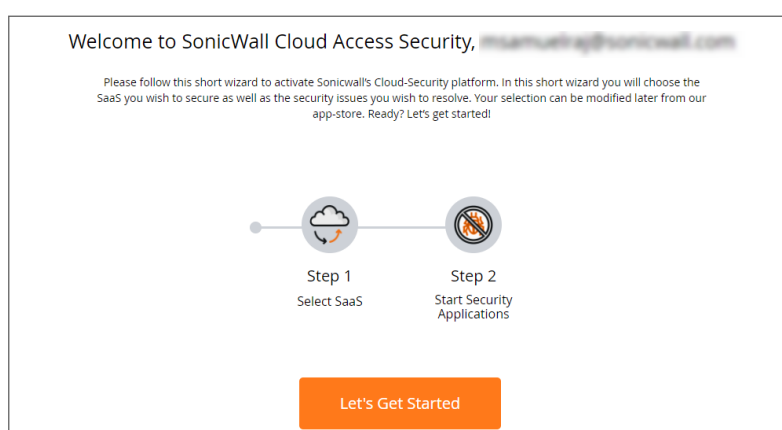 Welcome to SonicWall Cloud Access Security,
Please follow this short wizard to activate Sonicwall's Cloud-Security platform. In this short wizard you will choose the
SaaS you wish to secure as well as the security issues you wish to resolve. Your selection can be modified later from our
app-store. Ready? Let's get started!
Step 1
Step 2
Select SaaS
Start Security
Applications
Let's Get Started